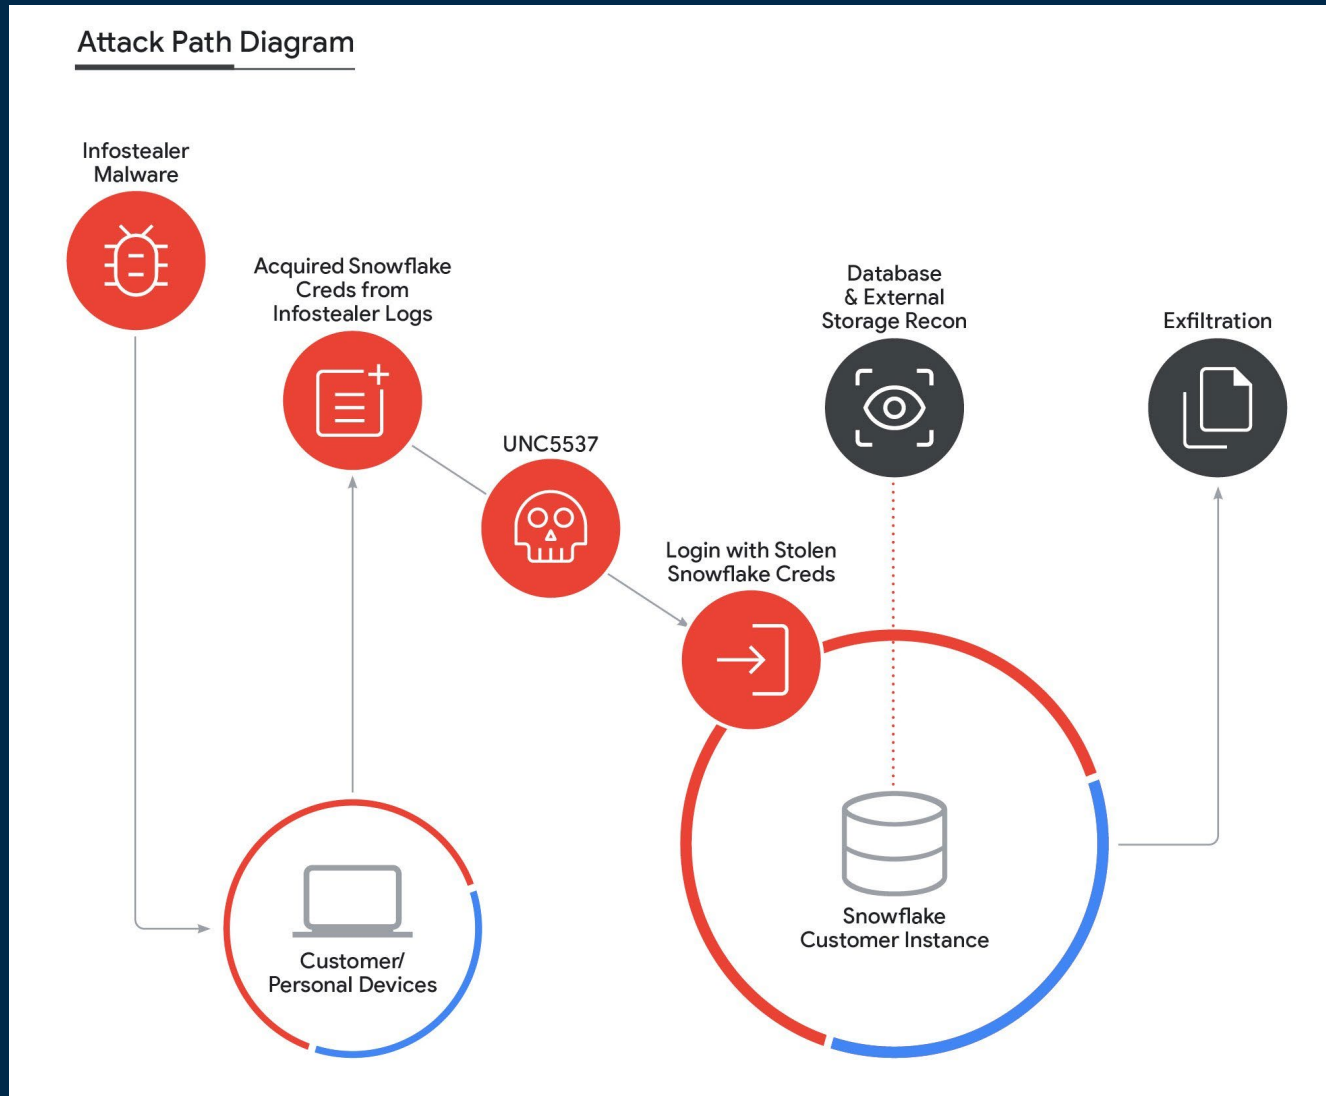 Attack Path Diagram
Infostealer
Malware
Acquired Snowflake
Creds from
Infostealer Logs
UNC5537
Login with Stolen
Snowflake Creds
Database
& External
Storage Recon
Exfiltration
Customer/
Personal Devices
Snowflake
Customer Instance